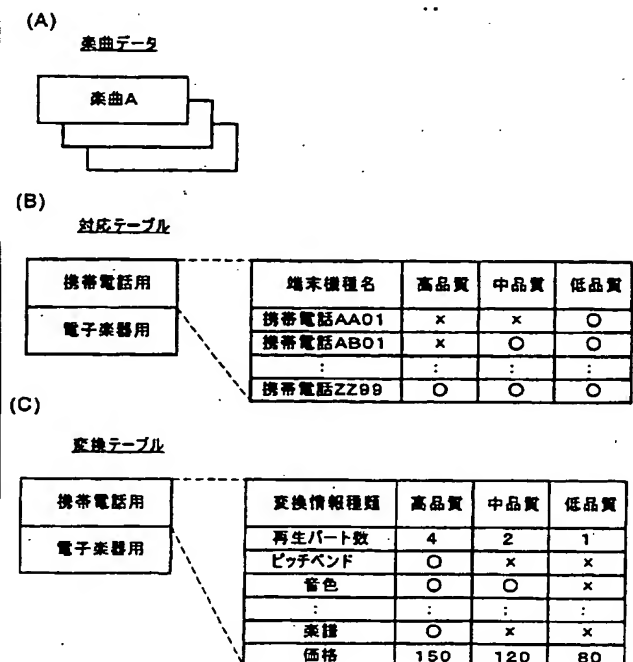 (A)
楽曲データ
楽曲A
(B)
対応テーブル
携帯電話用
電子楽器用
端末機種名 高品質 中品質 低品質
携帯電話AA01 × × ○
携帯電話AB01 × ○ ○
: : : :
携帯電話ZZ99 ○ ○ ○
(C)
変換テーブル
携帯電話用
電子楽器用
変換情報種類 高品質 中品質 低品質
再生パート数 4 2 1
ピッチベンド ○ × ×
音色 ○ ○ ×
: : : :
楽譜 ○ × ×
価格 150 120 80